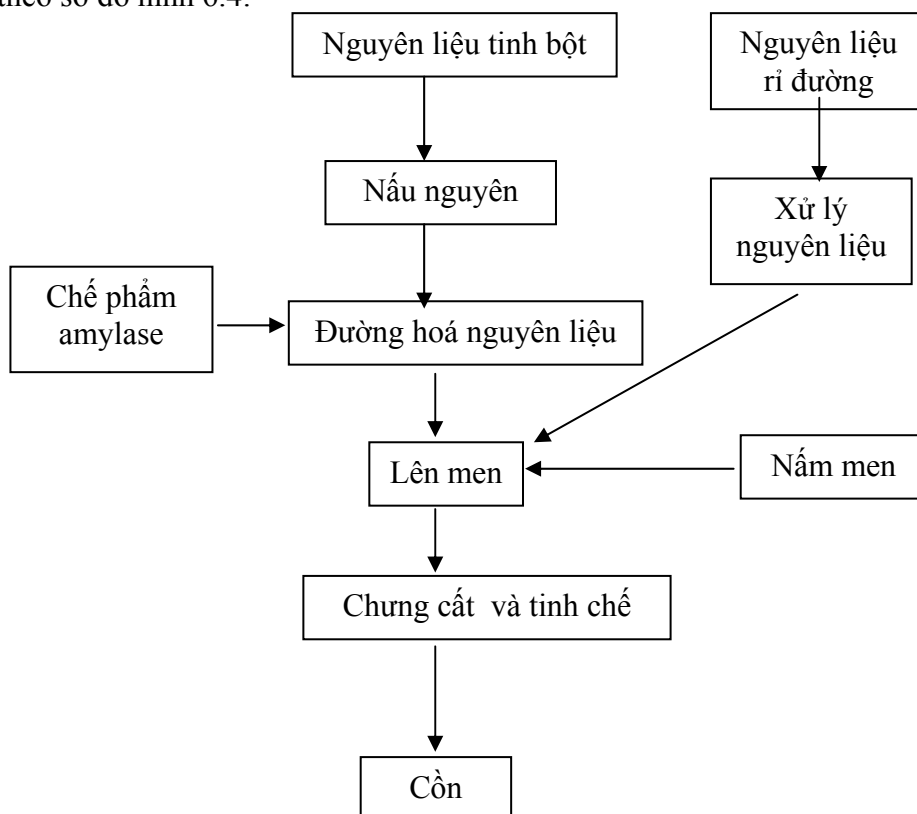 theo sơ đồ hình 6.4.
Nguyên liệu tinh bột
Nguyên liệu
rỉ đường
Nấu nguyên
Xử lý
nguyên liệu
Chế phẩm
amylase
Đường hoá nguyên liệu
Lên men
Nấm men
Chưng cất và tinh chế
Cồn